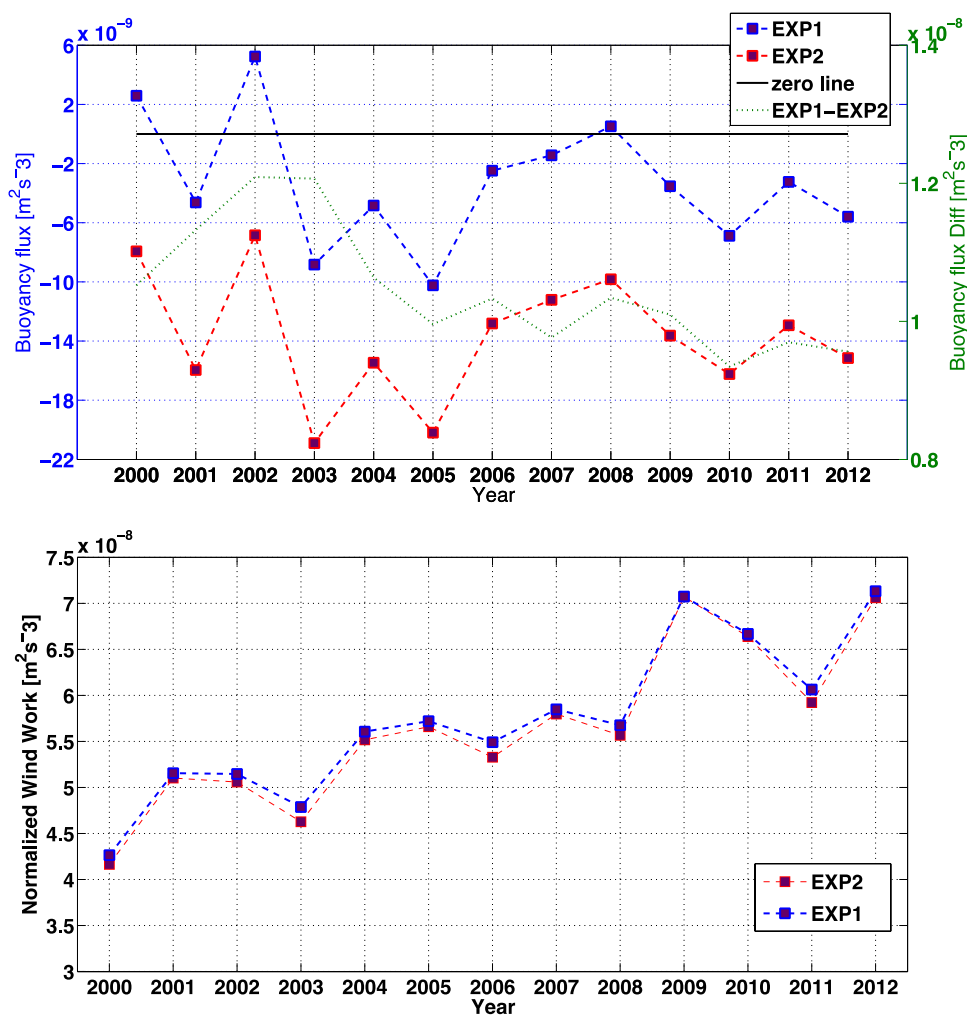 x 10⁻⁹
x 10⁻⁸
EXP1
EXP2
zero line
EXP1−EXP2
6
2
−2
−6
−10
−14
−18
−22
Buoyancy flux [m²s⁻3]
1.4
1.2
1
0.8
Buoyancy flux Diff [m²s⁻3]
2000 2001 2002 2003 2004 2005 2006 2007 2008 2009 2010 2011 2012
Year
x 10⁻⁸
7.5
7
6.5
6
5.5
5
4.5
4
3.5
3
Normalized Wind Work [m²s⁻3]
EXP2
EXP1
2000 2001 2002 2003 2004 2005 2006 2007 2008 2009 2010 2011 2012
Year